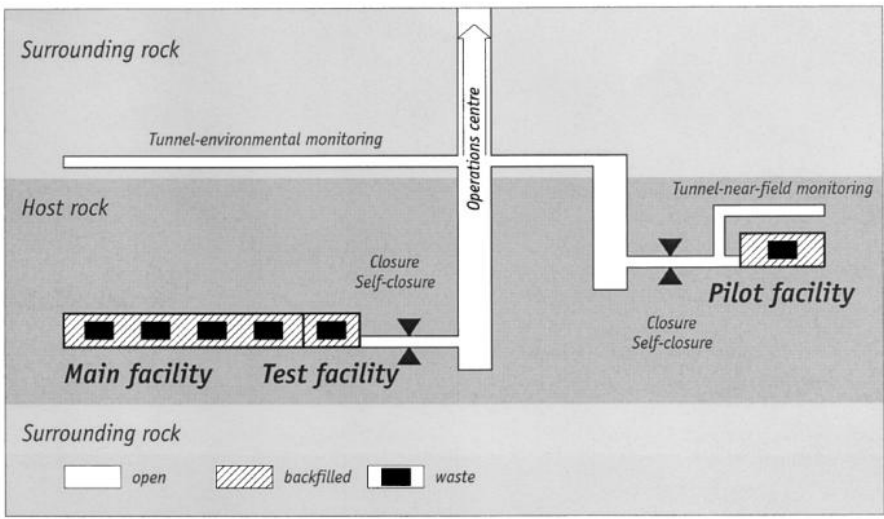 Surrounding rock
Tunnel-environmental monitoring
Operations centre
Host rock
Tunnel-near-field monitoring
Closure
Self-closure
Pilot facility
Closure
Self-closure
Main facility
Test facility
Surrounding rock
open
backfilled
waste